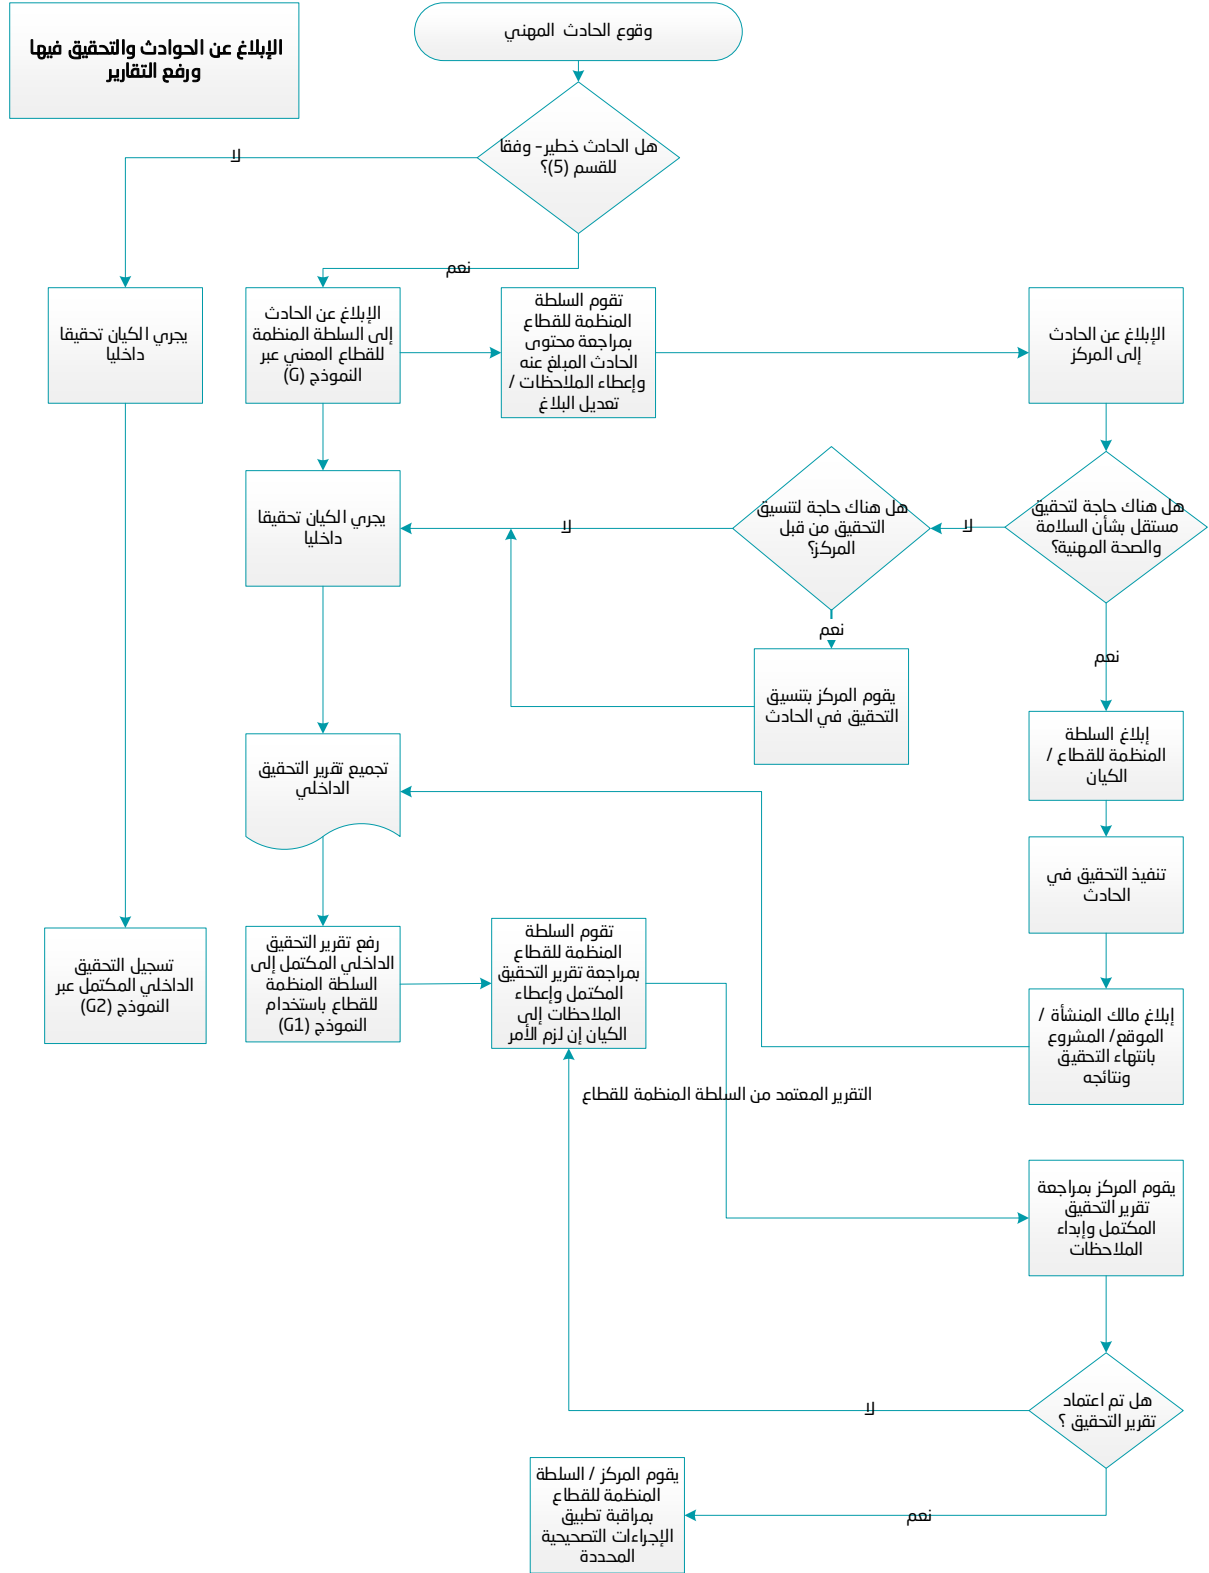 الإبلاغ عن الحوادث والتحقيق فيها
ورفع التقارير
وقوع الحادث المهني
هل الحادث خطير- وفقا
للقسم (5)؟
لا
نعم
يجري الكيان تحقيقا
داخليا
الإبلاغ عن الحادث
إلى السلطة المنظمة
للقطاع المعني عبر
النموذج (G)
تقوم السلطة
المنظمة للقطاع
بمراجعة محتوى
الحادث المبلغ عنه
وإعطاء الملاحظات /
تعديل البلاغ
الإبلاغ عن الحادث
إلى المركز
هل هناك حاجة لتحقيق
مستقل بشأن السلامة
والصحة المهنية؟
لا
هل هناك حاجة لتنسيق
التحقيق من قبل
المركز؟
لا
يجري الكيان تحقيقا
داخليا
نعم
يقوم المركز بتنسيق
التحقيق في الحادث
نعم
إبلاغ السلطة
المنظمة للقطاع /
الكيان
تجميع تقرير التحقيق
الداخلي
تنفيذ التحقيق في
الحادث
تسجيل التحقيق
الداخلي المكتمل عبر
النموذج (G2)
رفع تقرير التحقيق
الداخلي المكتمل إلى
السلطة المنظمة
للقطاع باستخدام
النموذج (G1)
تقوم السلطة
المنظمة للقطاع
بمراجعة تقرير التحقيق
المكتمل وإعطاء
الملاحظات إلى
الكيان إن لزم الأمر
إبلاغ مالك المنشأة /
الموقع/ المشروع
بانتهاء التحقيق
ونتائجه
التقرير المعتمد من السلطة المنظمة للقطاع
يقوم المركز بمراجعة
تقرير التحقيق
المكتمل وإبداء
الملاحظات
هل تم اعتماد
تقرير التحقيق ؟
لا
نعم
يقوم المركز / السلطة
المنظمة للقطاع
بمراقبة تطبيق
الإجراءات التصحيحية
المحددة